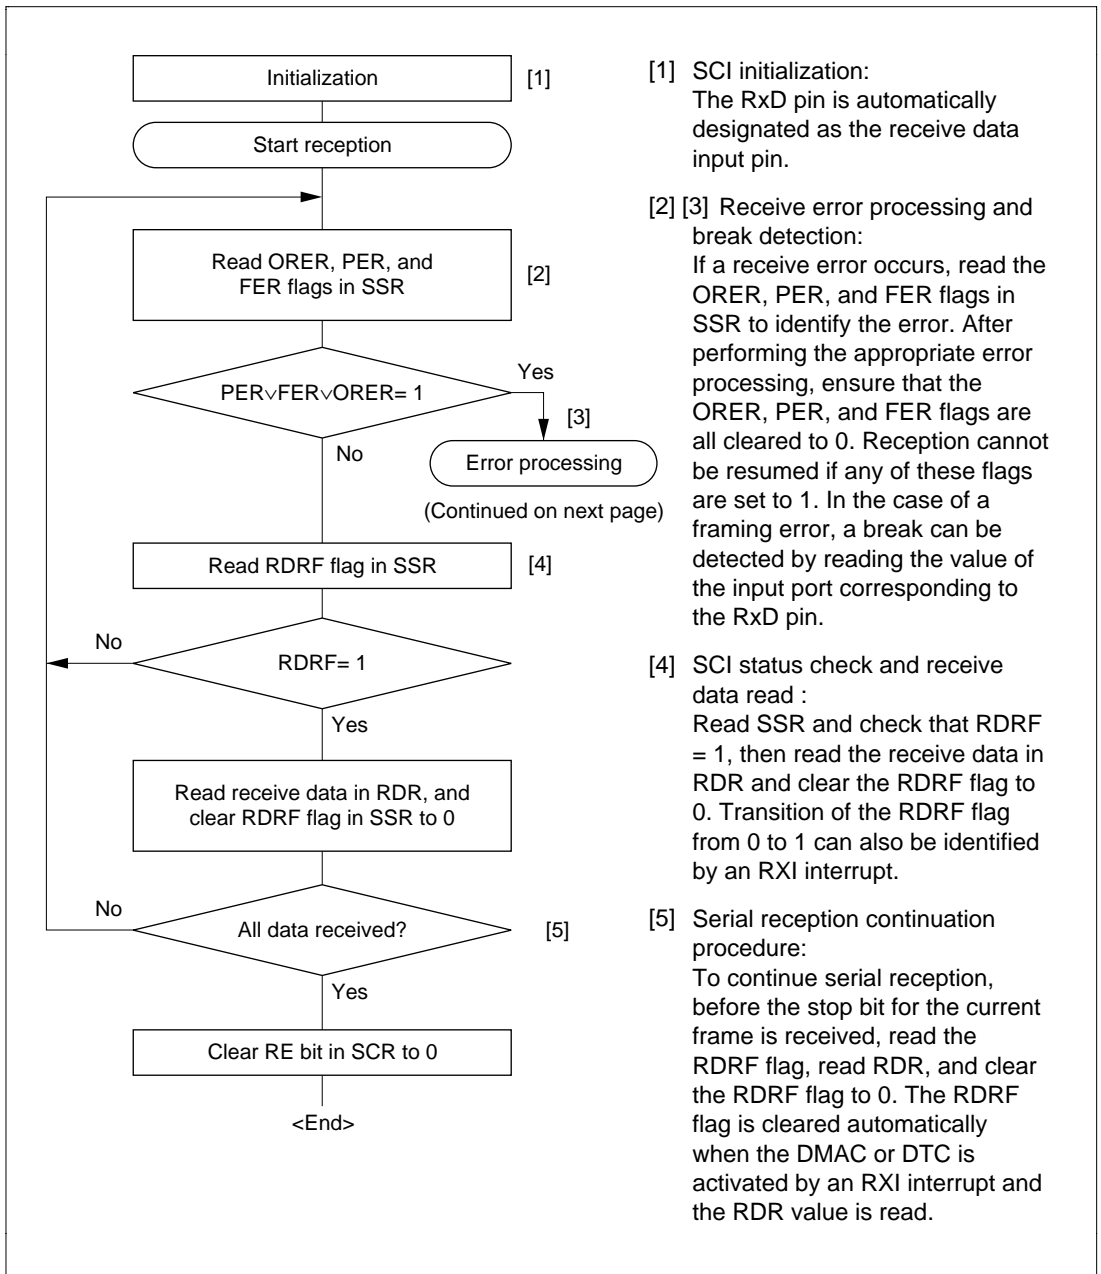 Initialization
[1]
Start reception
Read ORER, PER, and
FER flags in SSR
[2]
PER∨FER∨ORER= 1
Yes
[3]
No
Error processing
(Continued on next page)
Read RDRF flag in SSR
[4]
No
RDRF= 1
Yes
Read receive data in RDR, and
clear RDRF flag in SSR to 0
No
All data received?
[5]
Yes
Clear RE bit in SCR to 0
<End>
[1] SCI initialization:
The RxD pin is automatically
designated as the receive data
input pin.
[2] [3] Receive error processing and
break detection:
If a receive error occurs, read the
ORER, PER, and FER flags in
SSR to identify the error. After
performing the appropriate error
processing, ensure that the
ORER, PER, and FER flags are
all cleared to 0. Reception cannot
be resumed if any of these flags
are set to 1. In the case of a
framing error, a break can be
detected by reading the value of
the input port corresponding to
the RxD pin.
[4] SCI status check and receive
data read :
Read SSR and check that RDRF
= 1, then read the receive data in
RDR and clear the RDRF flag to
0. Transition of the RDRF flag
from 0 to 1 can also be identified
by an RXI interrupt.
[5] Serial reception continuation
procedure:
To continue serial reception,
before the stop bit for the current
frame is received, read the
RDRF flag, read RDR, and clear
the RDRF flag to 0. The RDRF
flag is cleared automatically
when the DMAC or DTC is
activated by an RXI interrupt and
the RDR value is read.